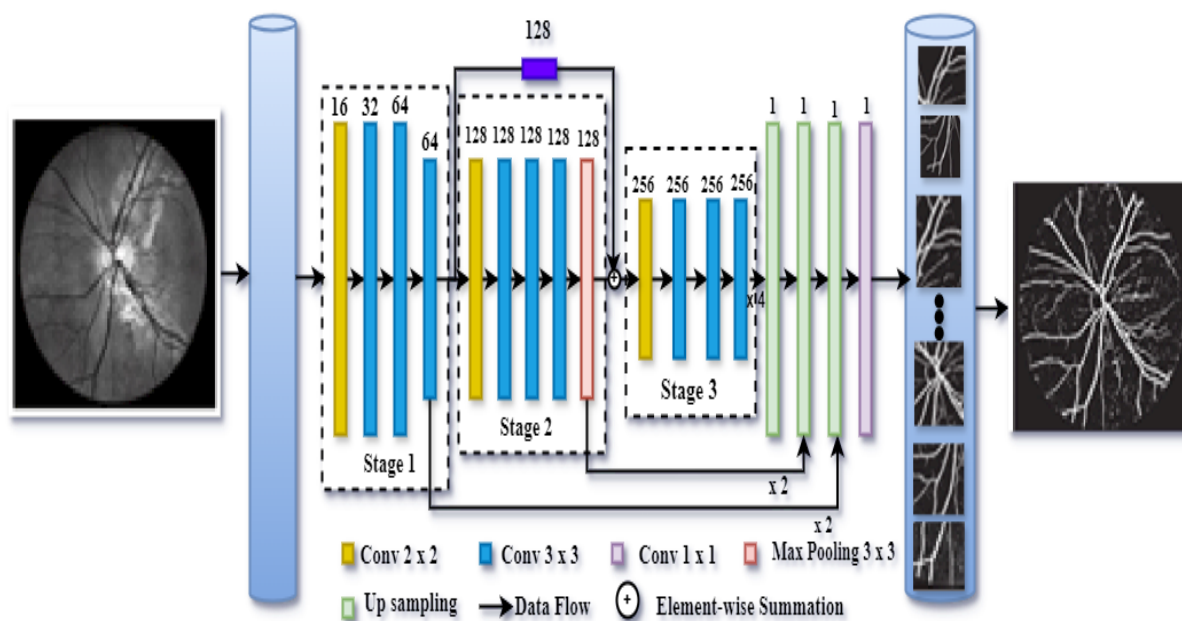 128
16 32 64
64
128 128 128 128 128
256 256 256 256
1 1 1 1
+
x 4
Stage 1
Stage 2
Stage 3
x 2
x 2
Conv 2 x 2 Conv 3 x 3 Conv 1 x 1 Max Pooling 3 x 3
Up sampling Data Flow + Element-wise Summation